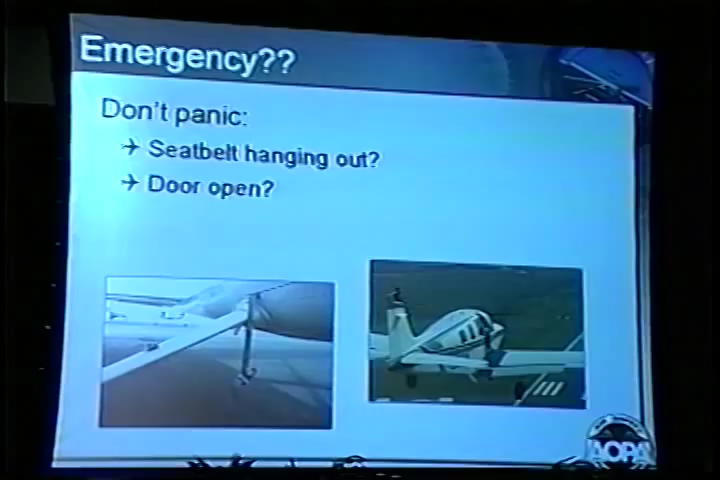 Emergency??
Don't panic:
Seatbelt hanging out?
Door open?
AOPA